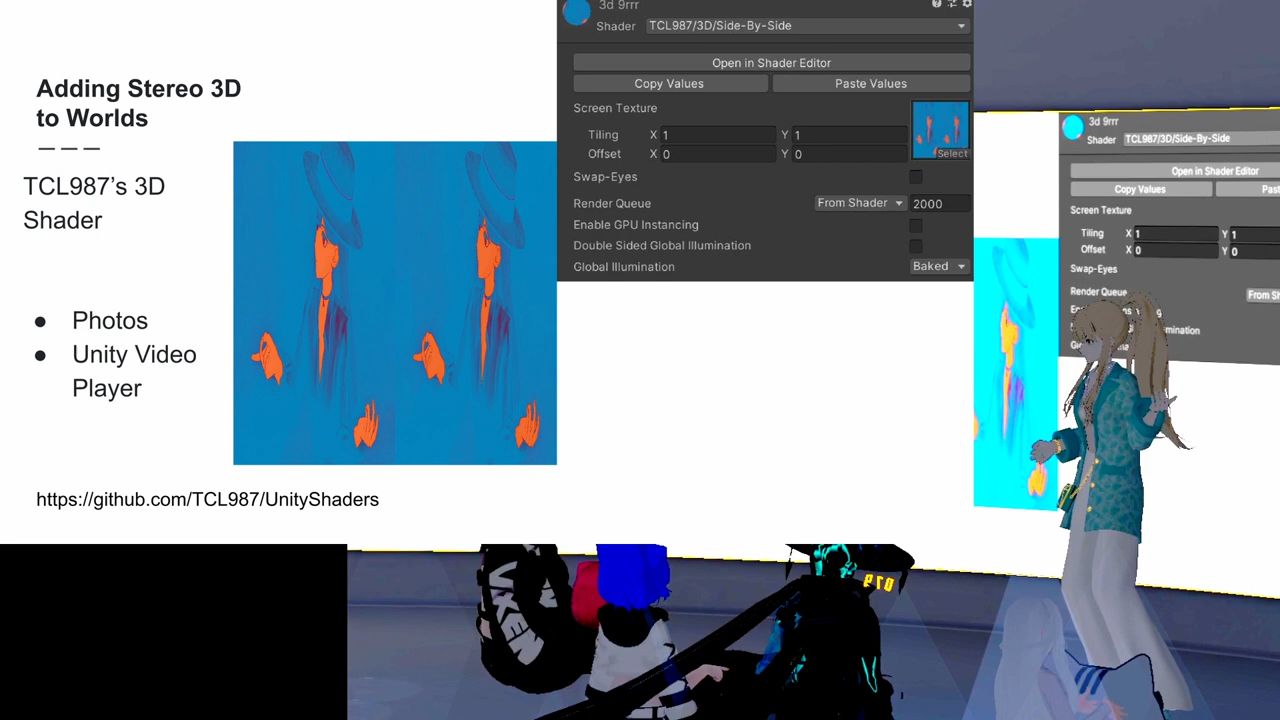 Adding Stereo 3D
to Worlds
TCL987's 3D
Shader
● Photos
● Unity Video
Player
https://github.com/TCL987/UnityShaders
3d 9rrr
Shader TCL987/3D/Side-By-Side
Open in Shader Editor
Copy Values Paste Values
Screen Texture
Tiling X 1 Y 1
Offset X 0 Y 0
Select
Swap-Eyes
Render Queue From Shader 2000
Enable GPU Instancing
Double Sided Global Illumination
Global Illumination Baked
3d 9rrr
Shader TCL987/3D/Side-By-Side
Open in Shader Editor
Copy Values Past
Screen Texture
Tiling X 1 Y 1
Offset X 0 Y 0
Swap-Eyes
Render Queue From Sh
mination
VKEN
pro